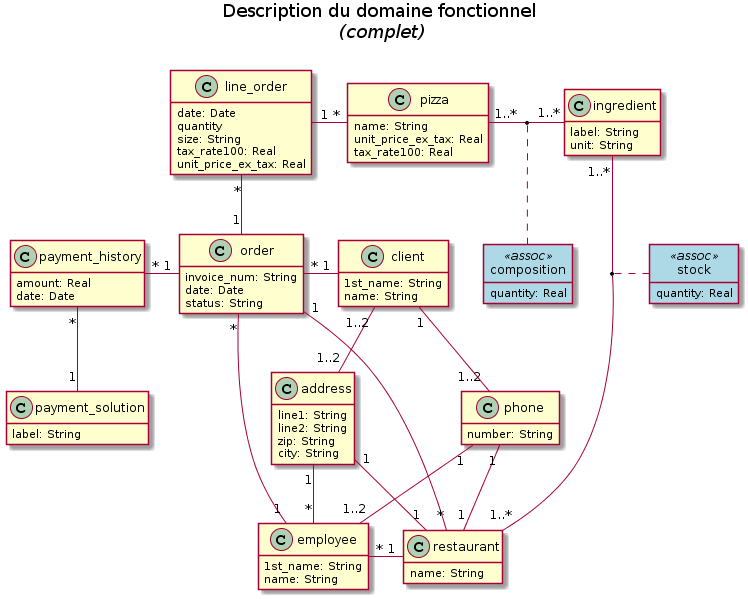 Description du domaine fonctionnel
(complet)
C line_order
date: Date
quantity
size: String
tax_rate100: Real
unit_price_ex_tax: Real
1 *
C pizza
name: String
unit_price_ex_tax: Real
tax_rate100: Real
1..*
1..*
C ingredient
label: String
unit: String
*
1
1..*
C payment_history
amount: Real
date: Date
* 1
C order
invoice_num: String
date: Date
status: String
* 1
C client
1st_name: String
name: String
«assoc»
composition
quantity: Real
«assoc»
stock
quantity: Real
*
1
*
1
1..2
1
1..2
1..2
C payment_solution
label: String
C address
line1: String
line2: String
zip: String
city: String
C phone
number: String
1
1
1
1
1
*
1..2
1
*
1
1..*
C employee
1st_name: String
name: String
* 1
C restaurant
name: String